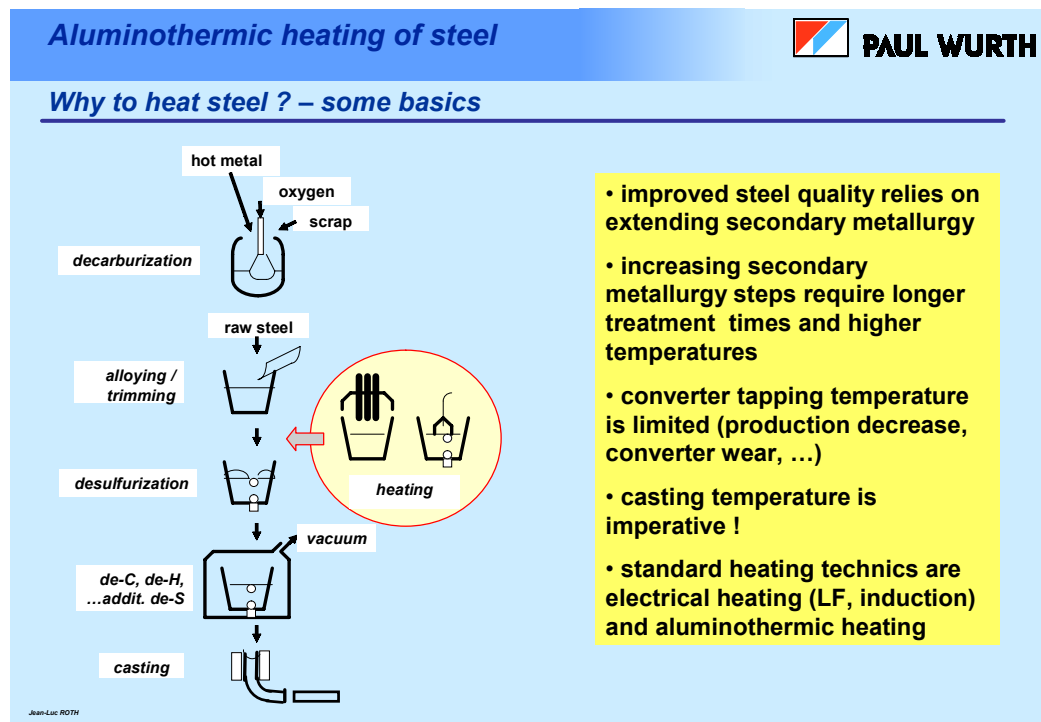 Aluminothermic heating of steel
PAUL WURTH
Why to heat steel ? – some basics
hot metal
oxygen
scrap
decarburization
raw steel
alloying /
trimming
desulfurization
heating
vacuum
de-C, de-H,
…addit. de-S
casting
• improved steel quality relies on
extending secondary metallurgy
• increasing secondary
metallurgy steps require longer
treatment times and higher
temperatures
• converter tapping temperature
is limited (production decrease,
converter wear, …)
• casting temperature is
imperative !
• standard heating technics are
electrical heating (LF, induction)
and aluminothermic heating
Jean-Luc ROTH